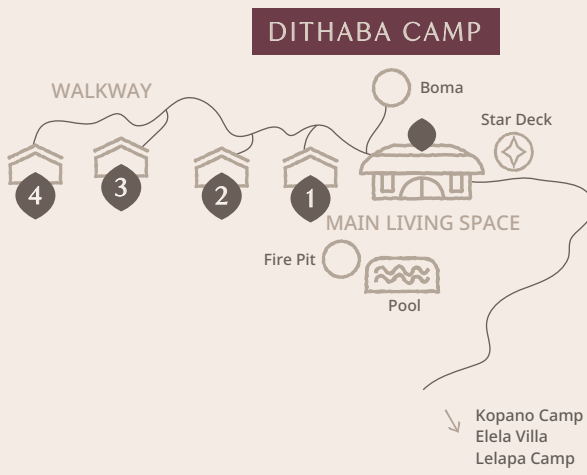 DITHABA CAMP
WALKWAY
Boma
Star Deck
4
3
2
1
MAIN LIVING SPACE
Fire Pit
Pool
Kopano Camp
Elela Villa
Lelapa Camp